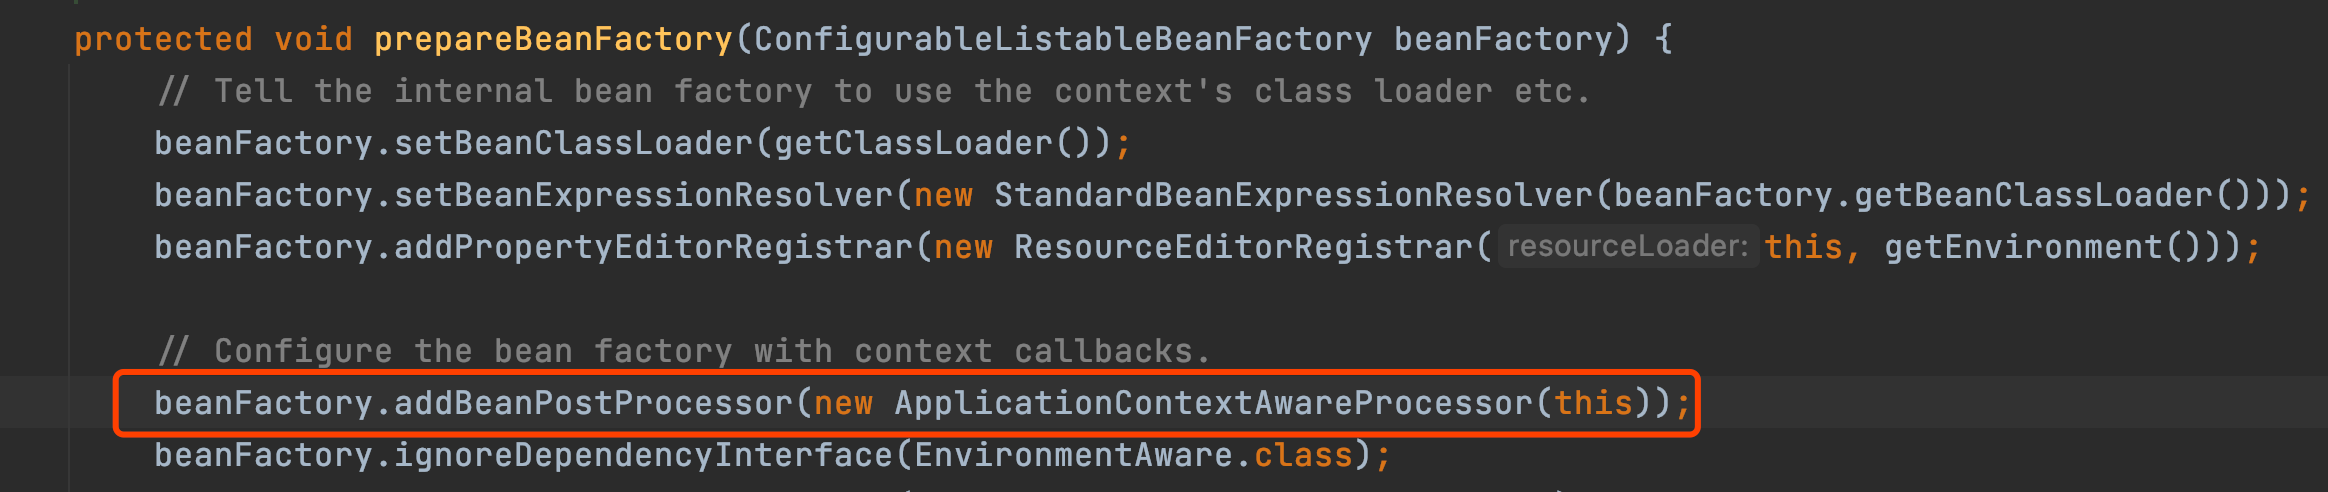 protected void prepareBeanFactory(ConfigurableListableBeanFactory beanFactory) {
// Tell the internal bean factory to use the context's class loader etc.
beanFactory.setBeanClassLoader(getClassLoader());
beanFactory.setBeanExpressionResolver(new StandardBeanExpressionResolver(beanFactory.getBeanClassLoader()));
beanFactory.addPropertyEditorRegistrar(new ResourceEditorRegistrar( resourceLoader: this, getEnvironment()));
// Configure the bean factory with context callbacks.
beanFactory.addBeanPostProcessor(new ApplicationContextAwareProcessor(this));
beanFactory.ignoreDependencyInterface(EnvironmentAware.class);